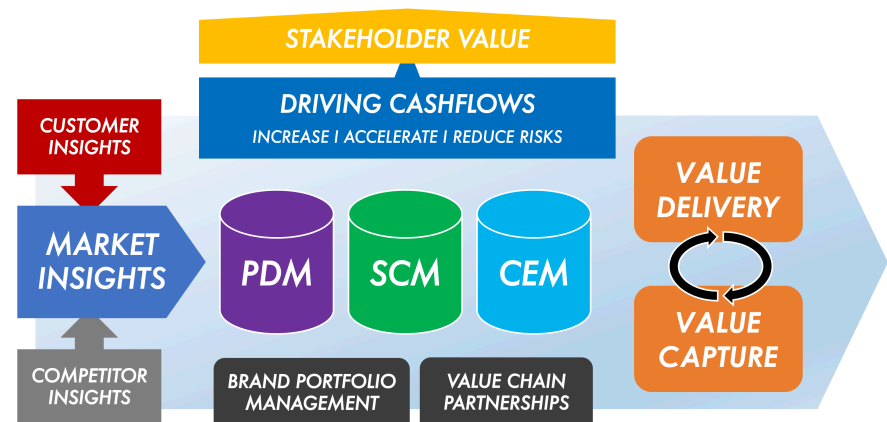 STAKEHOLDER VALUE
DRIVING CASHFLOWS
INCREASE I ACCELERATE I REDUCE RISKS
CUSTOMER
INSIGHTS
MARKET
INSIGHTS
COMPETITOR
INSIGHTS
PDM
SCM
CEM
BRAND PORTFOLIO
MANAGEMENT
VALUE CHAIN
PARTNERSHIPS
VALUE
DELIVERY
VALUE
CAPTURE